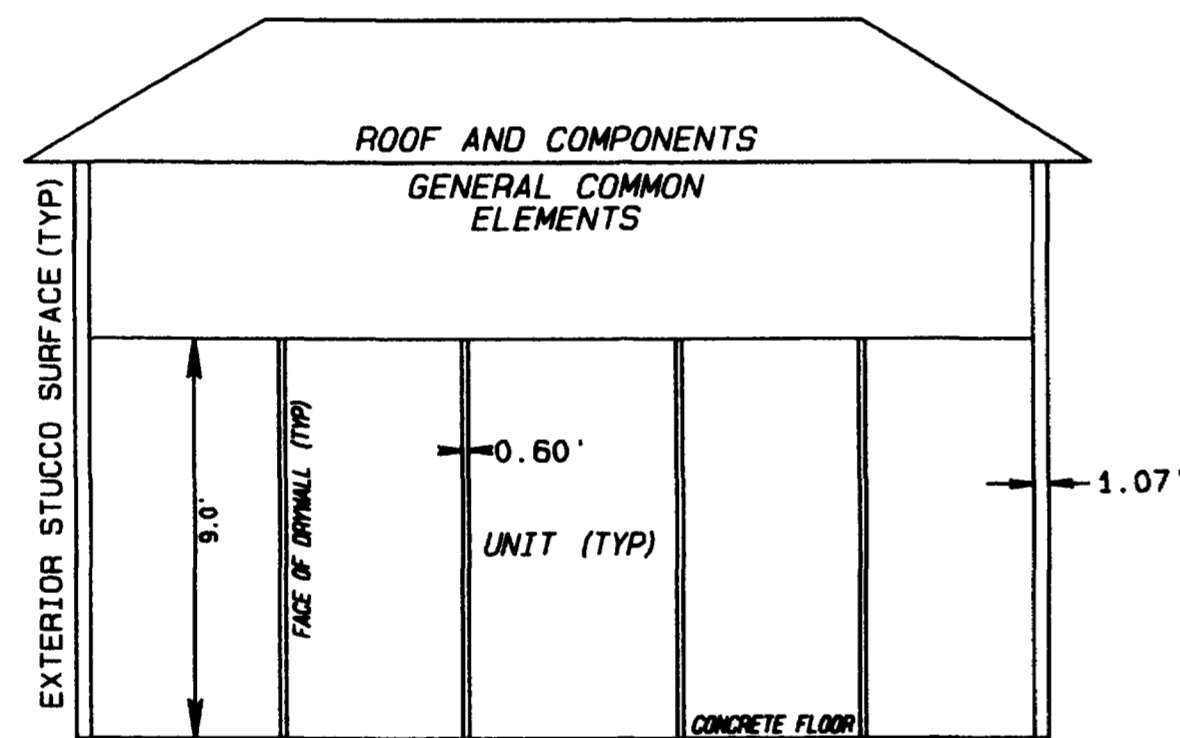 ROOF AND COMPONENTS
GENERAL COMMON
ELEMENTS
EXTERIOR STUCCO SURFACE (TYP)
9.0'
FACE OF DRYWALL (TYP)
0.60'
1.07'
UNIT (TYP)
CONCRETE FLOOR